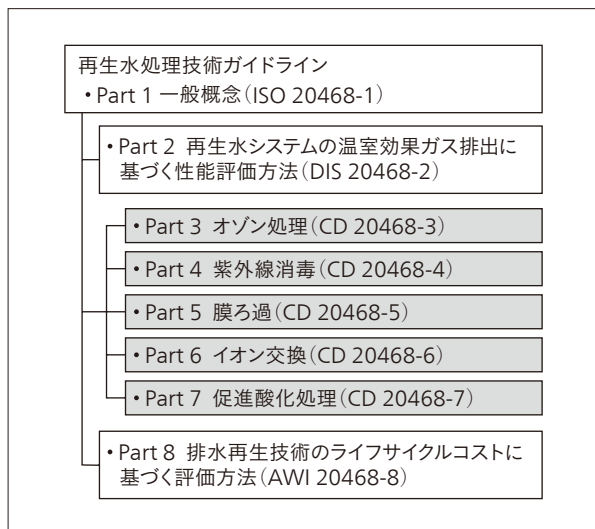 再生水処理技術ガイドライン
・Part 1 一般概念（ISO 20468-1）
・Part 2 再生水システムの温室効果ガス排出に
基づく性能評価方法（DIS 20468-2）
・Part 3 オゾン処理（CD 20468-3）
・Part 4 紫外線消毒（CD 20468-4）
・Part 5 膜ろ過（CD 20468-5）
・Part 6 イオン交換（CD 20468-6）
・Part 7 促進酸化処理（CD 20468-7）
・Part 8 排水再生技術のライフサイクルコストに
基づく評価方法（AWI 20468-8）